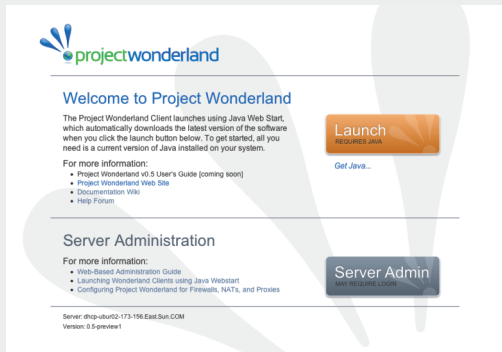 projectwonderland
Welcome to Project Wonderland
The Project Wonderland Client launches using Java Web Start,
which automatically downloads the latest version of the software
when you click the launch button below. To get started, all you
need is a current version of Java installed on your system.
Launch
REQUIRES JAVA
Get Java...
For more information:
• Project Wonderland v0.5 User's Guide [coming soon]
• Project Wonderland Web Site
• Documentation Wiki
• Help Forum
Server Administration
For more information:
• Web-Based Administration Guide
• Launching Wonderland Clients using Java Webstart
• Configuring Project Wonderland for Firewalls, NATs, and Proxies
Server Admin
MAY REQUIRE LOGIN
Server: dhcp-ubur02-173-156.East.Sun.COM
Version: 0.5-preview1